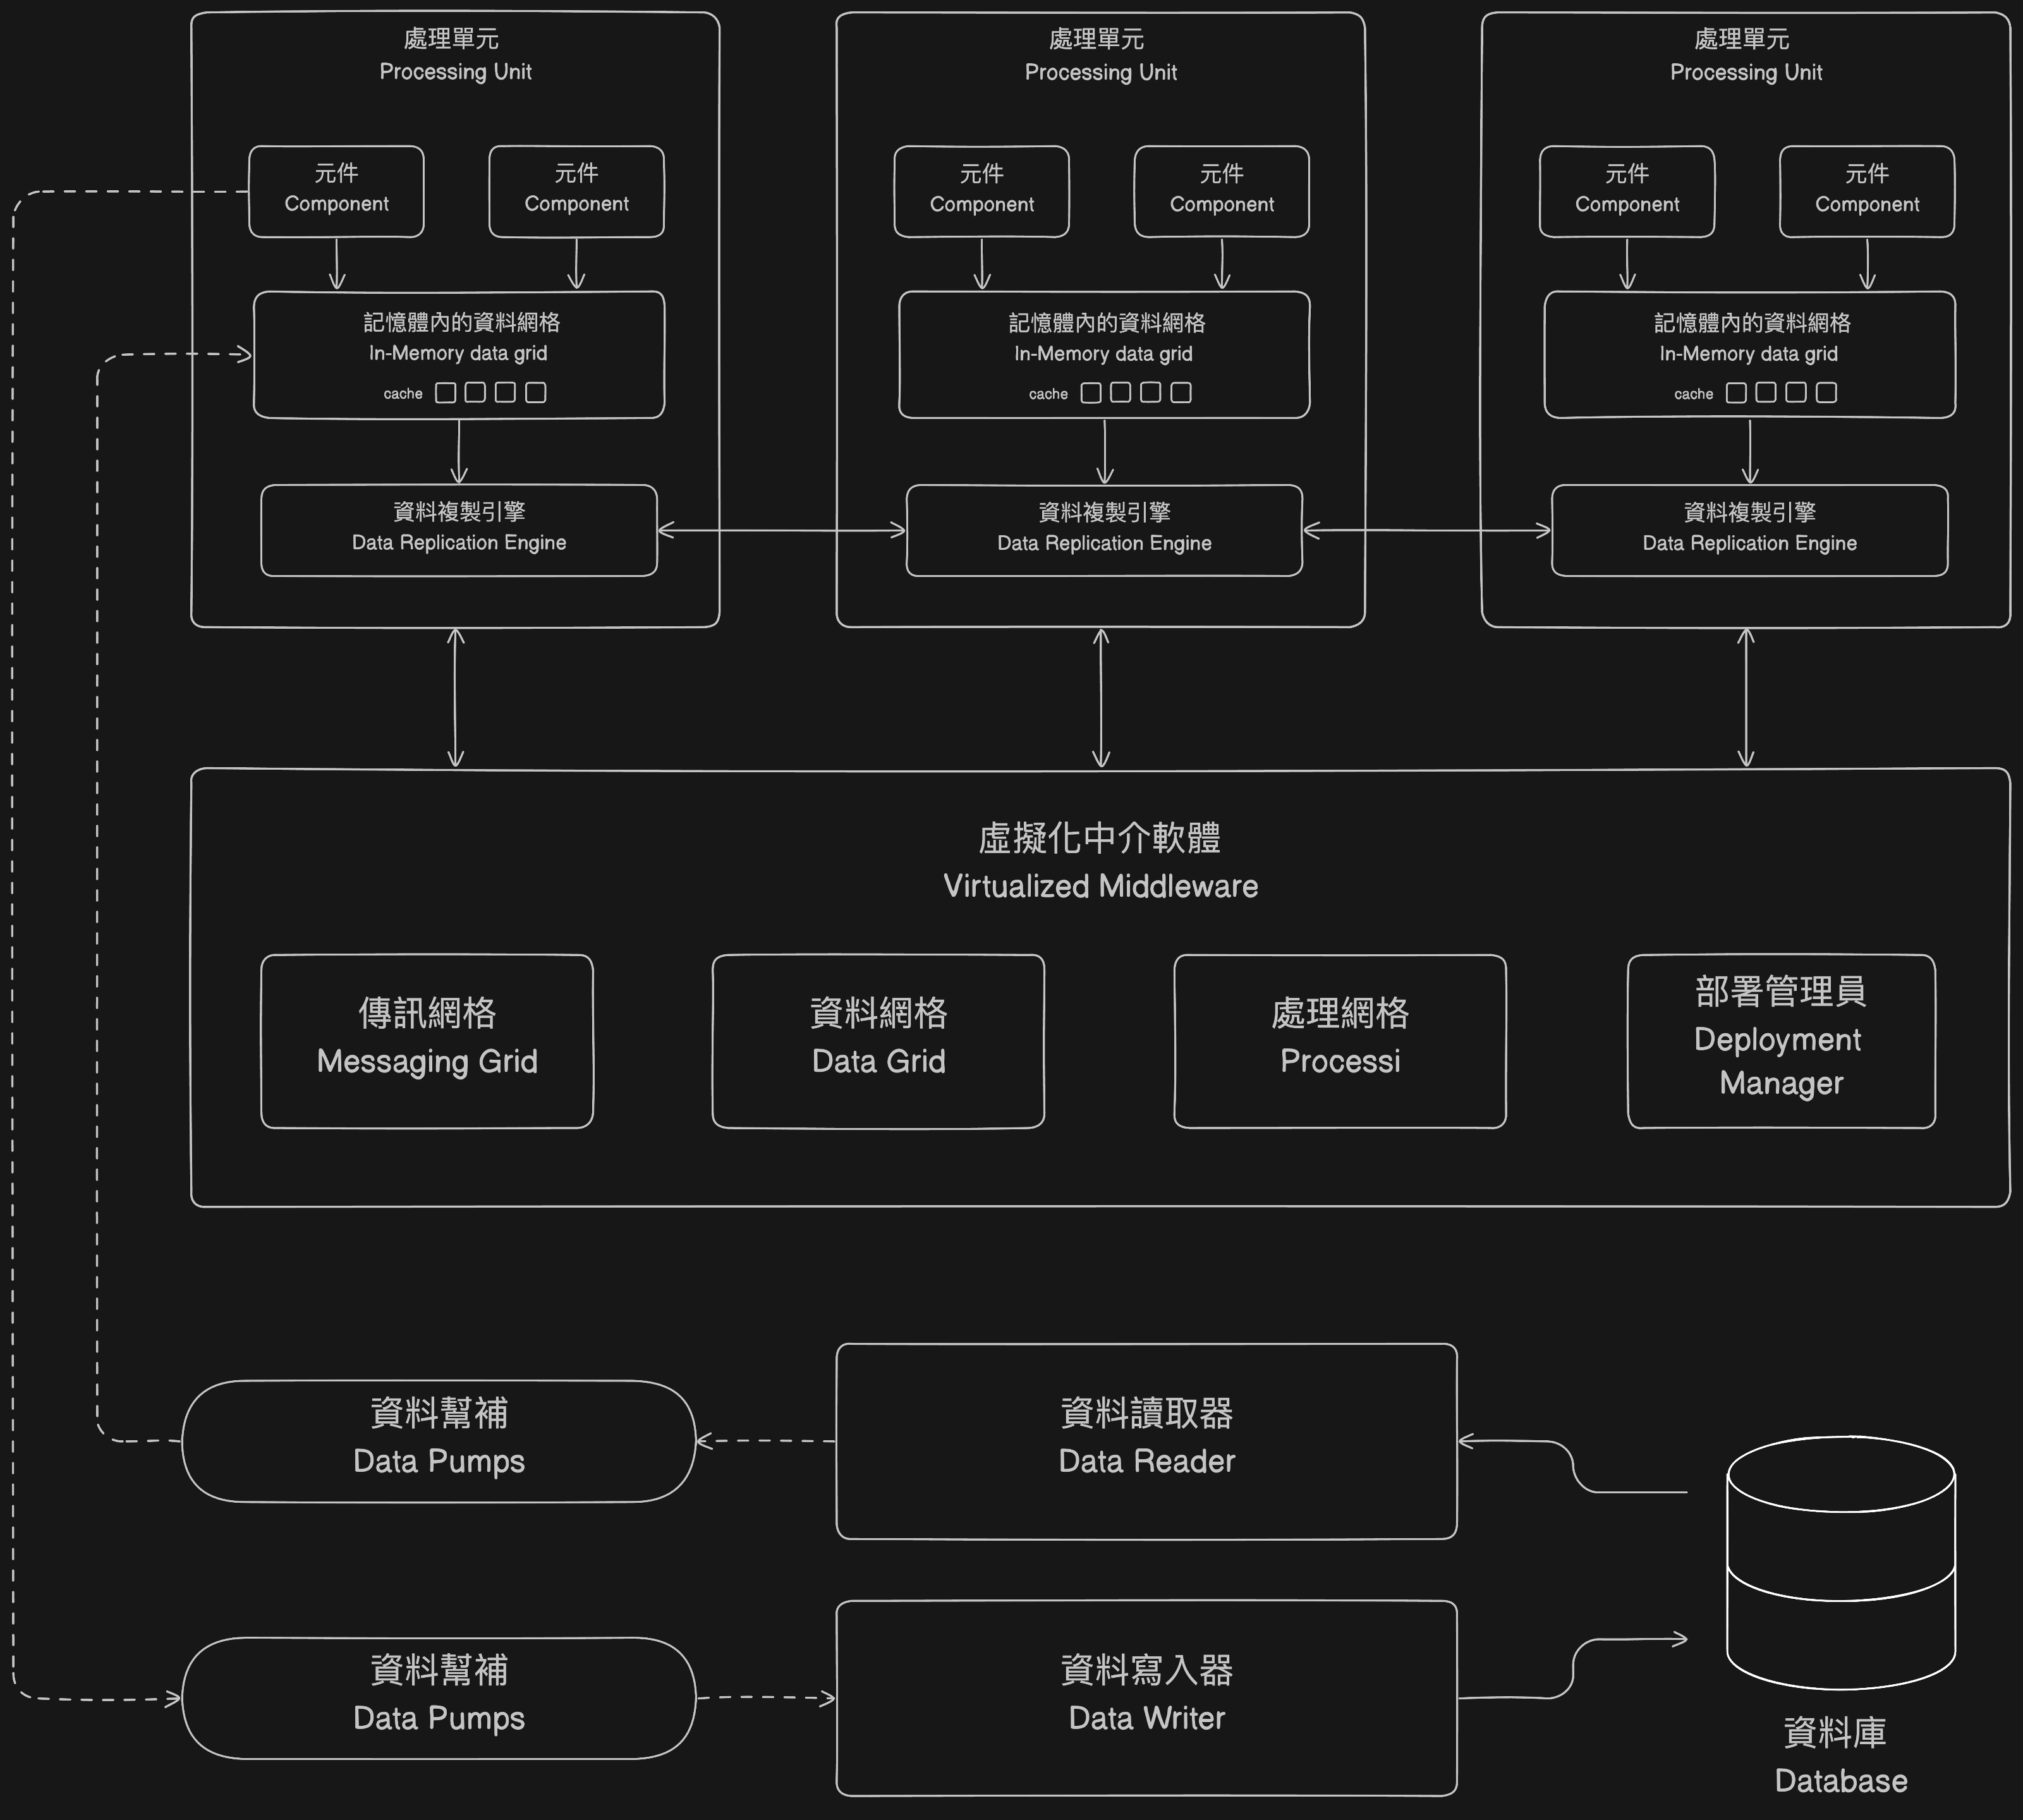 處理單元
Processing Unit
元件
Component
元件
Component
記憶體內的資料網格
In-Memory data grid
cache
資料複製引擎
Data Replication Engine
處理單元
Processing Unit
元件
Component
元件
Component
記憶體內的資料網格
In-Memory data grid
cache
資料複製引擎
Data Replication Engine
處理單元
Processing Unit
元件
Component
元件
Component
記憶體內的資料網格
In-Memory data grid
cache
資料複製引擎
Data Replication Engine
虛擬化中介軟體
Virtualized Middleware
傳訊網格
Messaging Grid
資料網格
Data Grid
處理網格
Processi
部署管理員
Deployment
Manager
資料幫補
Data Pumps
資料讀取器
Data Reader
資料幫補
Data Pumps
資料寫入器
Data Writer
資料庫
Database